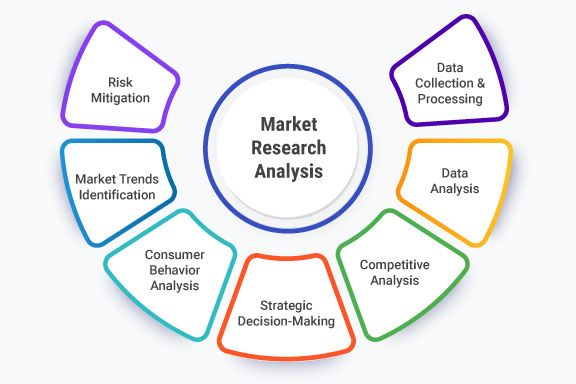 Market
Research
Analysis
Risk
Mitigation
Market Trends
Identification
Consumer
Behavior
Analysis
Strategic
Decision-Making
Competitive
Analysis
Data
Analysis
Data
Collection &
Processing